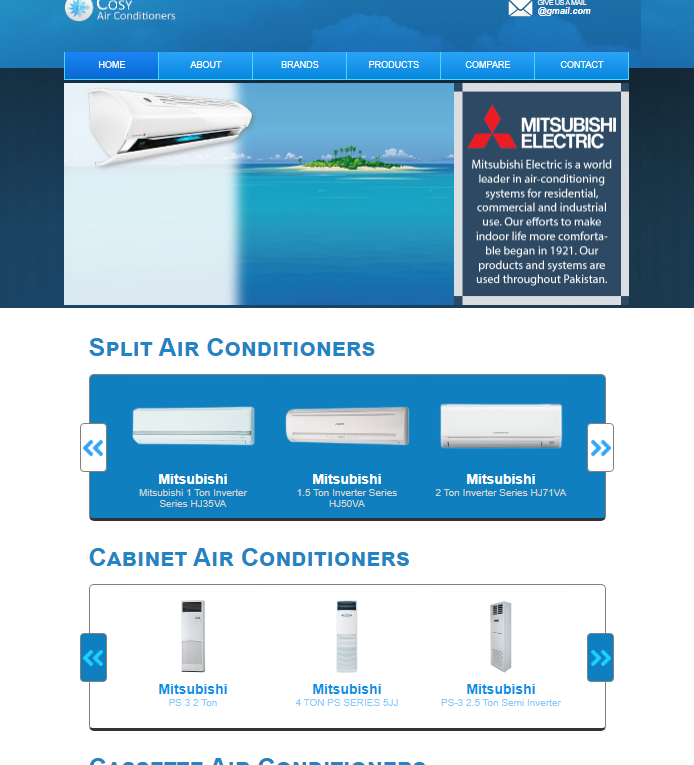 COSY
Air Conditioners
GIVE US A MAIL
@gmail.com
HOME
ABOUT
BRANDS
PRODUCTS
COMPARE
CONTACT
MITSUBISHI
ELECTRIC
Mitsubishi Electric is a world
leader in air-conditioning
systems for residential,
commercial and industrial
use. Our efforts to make
indoor life more comforta-
ble began in 1921. Our
products and systems are
used throughout Pakistan.
SPLIT AIR CONDITIONERS
Mitsubishi
Mitsubishi 1 Ton Inverter
Series HJ35VA
Mitsubishi
1.5 Ton Inverter Series
HJ50VA
Mitsubishi
2 Ton Inverter Series HJ71VA
CABINET AIR CONDITIONERS
Mitsubishi
PS 3 2 Ton
Mitsubishi
4 TON PS SERIES 5JJ
Mitsubishi
PS-3 2.5 Ton Semi Inverter
CASSETTE AIR CONDITIONERS